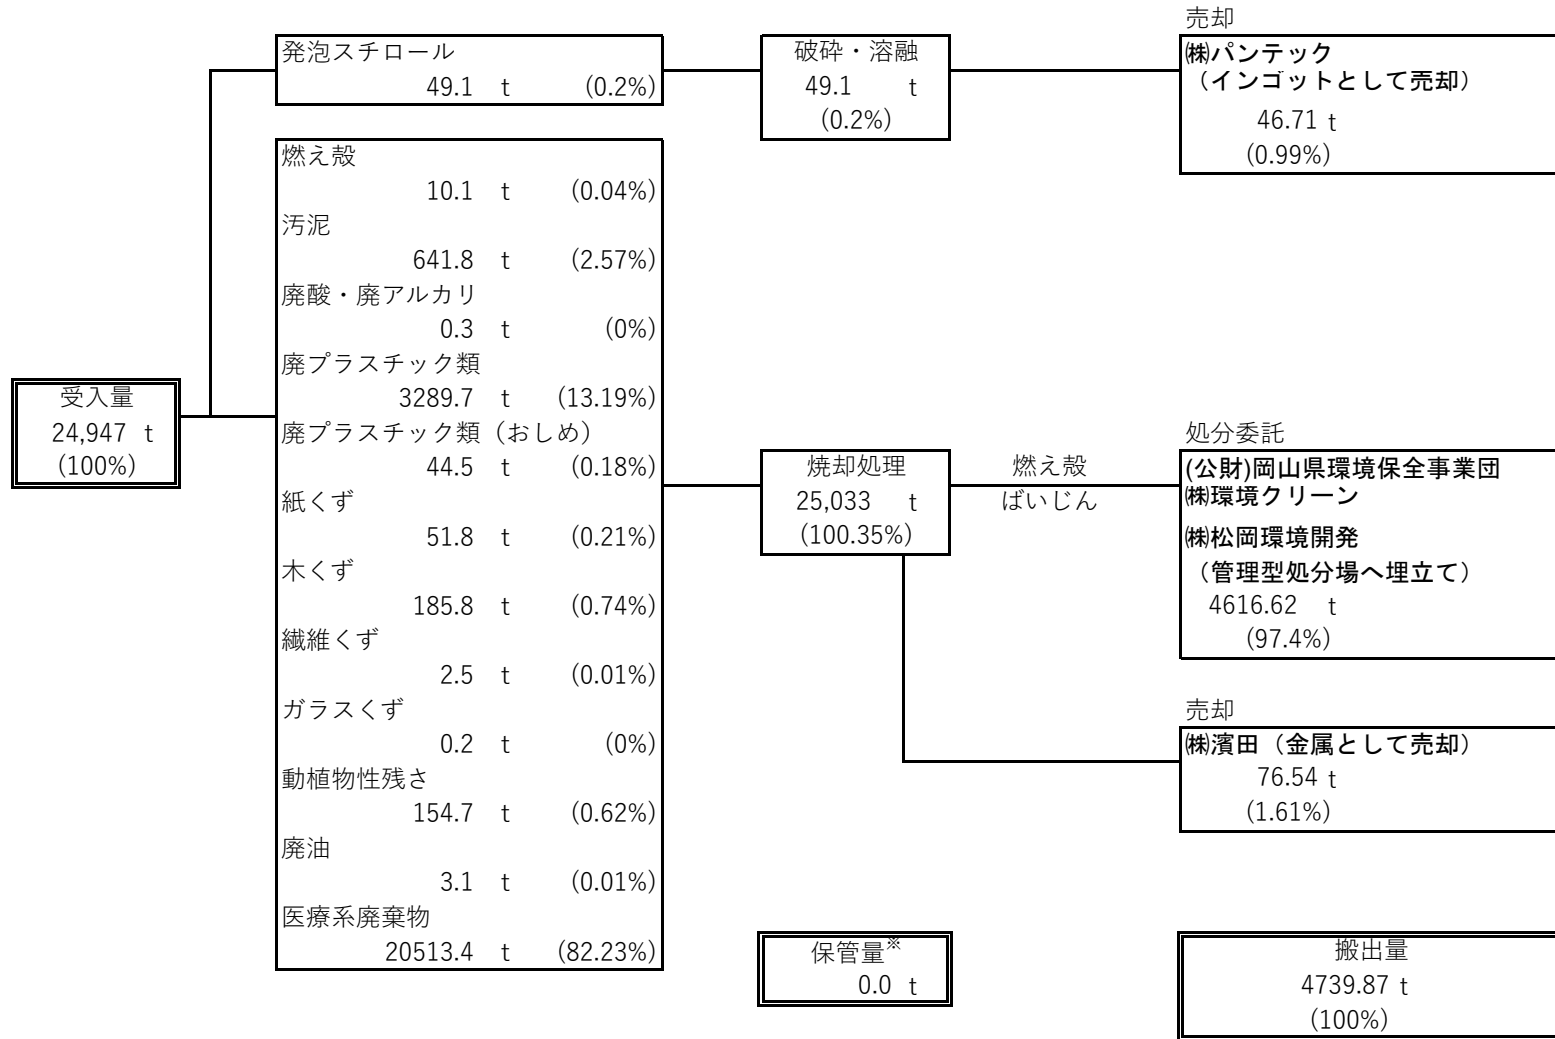 受入量
24,947 t
(100%)
発泡スチロール
49.1 t (0.2%)
燃え殻
10.1 t (0.04%)
汚泥
641.8 t (2.57%)
廃酸・廃アルカリ
0.3 t (0%)
廃プラスチック類
3289.7 t (13.19%)
廃プラスチック類（おしめ）
44.5 t (0.18%)
紙くず
51.8 t (0.21%)
木くず
185.8 t (0.74%)
繊維くず
2.5 t (0.01%)
ガラスくず
0.2 t (0%)
動植物性残さ
154.7 t (0.62%)
廃油
3.1 t (0.01%)
医療系廃棄物
20513.4 t (82.23%)
破砕・溶融
49.1 t
(0.2%)
焼却処理
25,033 t
(100.35%)
燃え殻
ばいじん
保管量※
0.0 t
売却
㈱パンテック
（インゴットとして売却）
46.71 t
(0.99%)
処分委託
(公財)岡山県環境保全事業団
㈱環境クリーン
㈱松岡環境開発
（管理型処分場へ埋立て）
4616.62 t
(97.4%)
売却
㈱濱田（金属として売却）
76.54 t
(1.61%)
搬出量
4739.87 t
(100%)